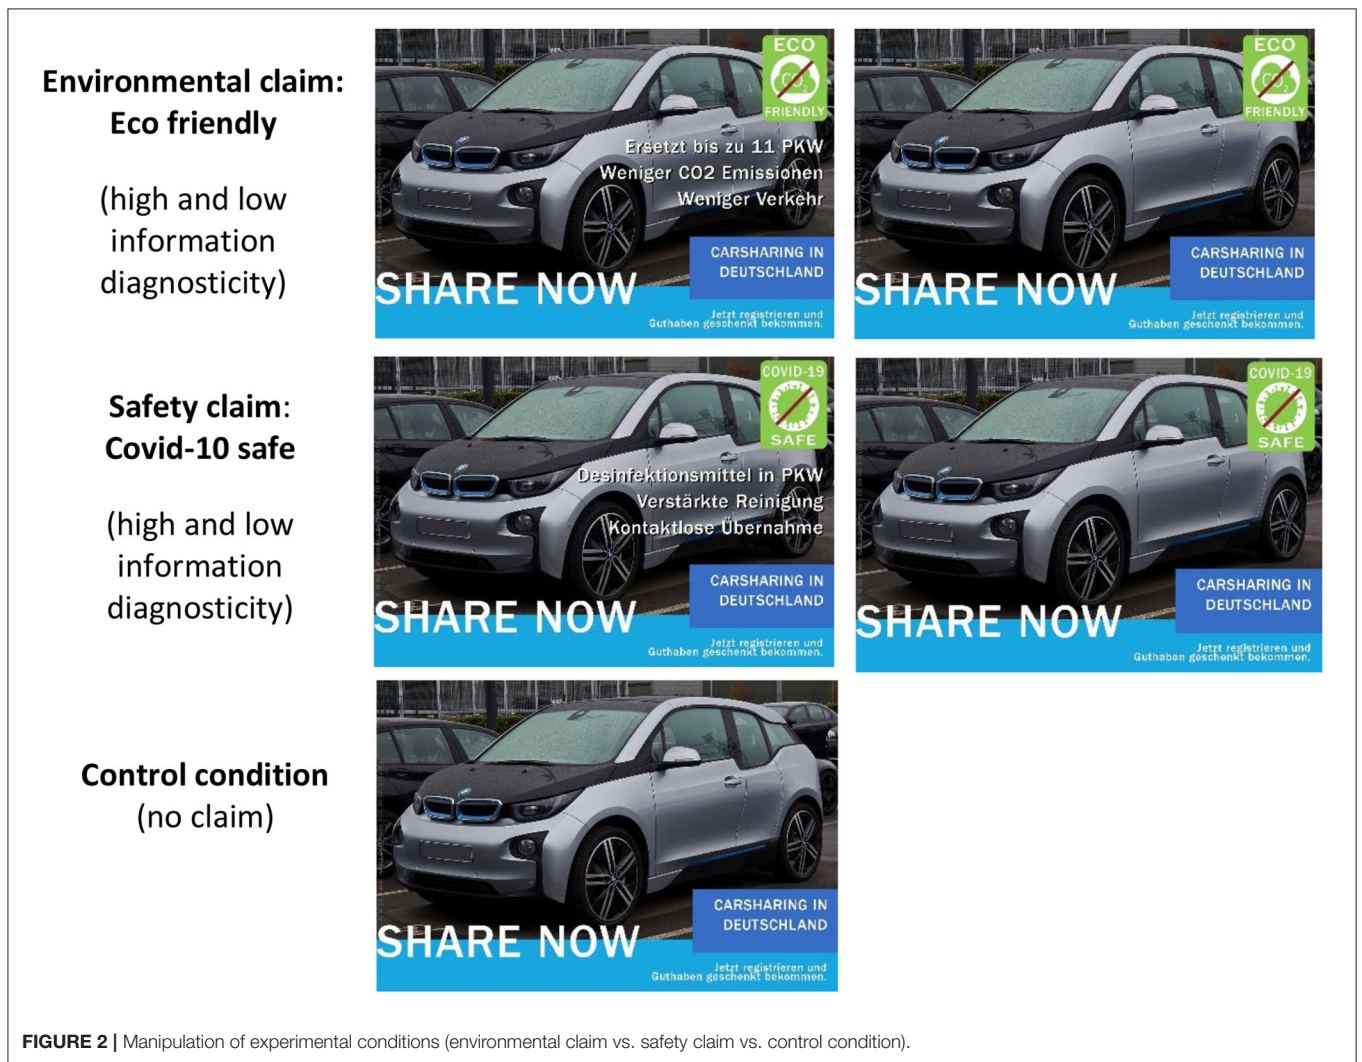 Environmental claim:
Eco friendly
(high and low
information
diagnosticity)
ECO
CO2
FRIENDLY
Ersetzt bis zu 11 PKW
Weniger CO2 Emissionen
Weniger Verkehr
CARSHARING IN
DEUTSCHLAND
SHARE NOW
Jetzt registrieren und
Guthaben geschenkt bekommen.
ECO
CO2
FRIENDLY
CARSHARING IN
DEUTSCHLAND
SHARE NOW
Jetzt registrieren und
Guthaben geschenkt bekommen.
Safety claim:
Covid-10 safe
(high and low
information
diagnosticity)
COVID-19
SAFE
Desinfektionsmittel in PKW
Verstärkte Reinigung
Kontaktlose Übernahme
CARSHARING IN
DEUTSCHLAND
SHARE NOW
Jetzt registrieren und
Guthaben geschenkt bekommen.
COVID-19
SAFE
CARSHARING IN
DEUTSCHLAND
SHARE NOW
Jetzt registrieren und
Guthaben geschenkt bekommen.
Control condition
(no claim)
CARSHARING IN
DEUTSCHLAND
SHARE NOW
Jetzt registrieren und
Guthaben geschenkt bekommen.
FIGURE 2 | Manipulation of experimental conditions (environmental claim vs. safety claim vs. control condition).